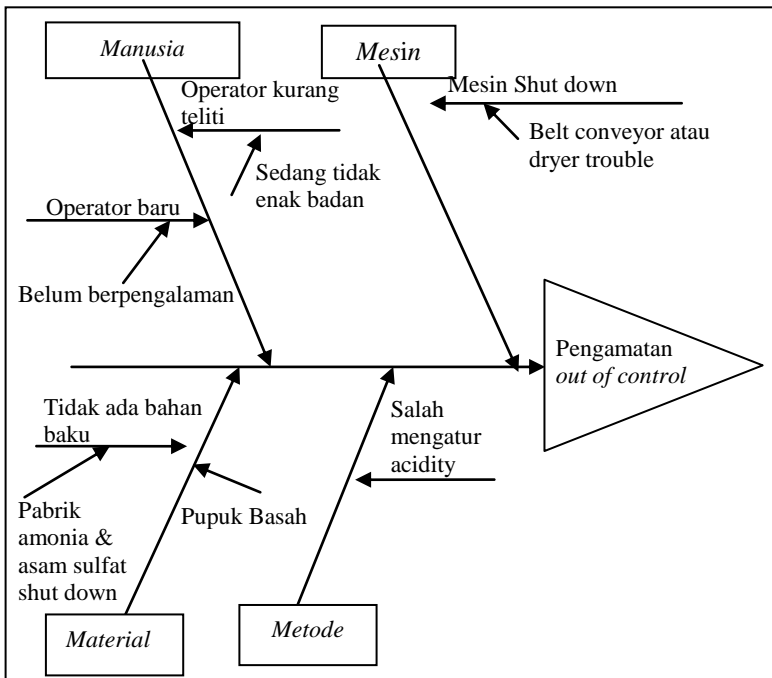 Manusia
Mesin
Operator kurang
teliti
Mesin Shut down
Belt conveyor atau
dryer trouble
Sedang tidak
enak badan
Operator baru
Belum berpengalaman
Pengamatan
out of control
Tidak ada bahan
baku
Salah
mengatur
acidity
Pabrik
amonia &
asam sulfat
shut down
Pupuk Basah
Material
Metode